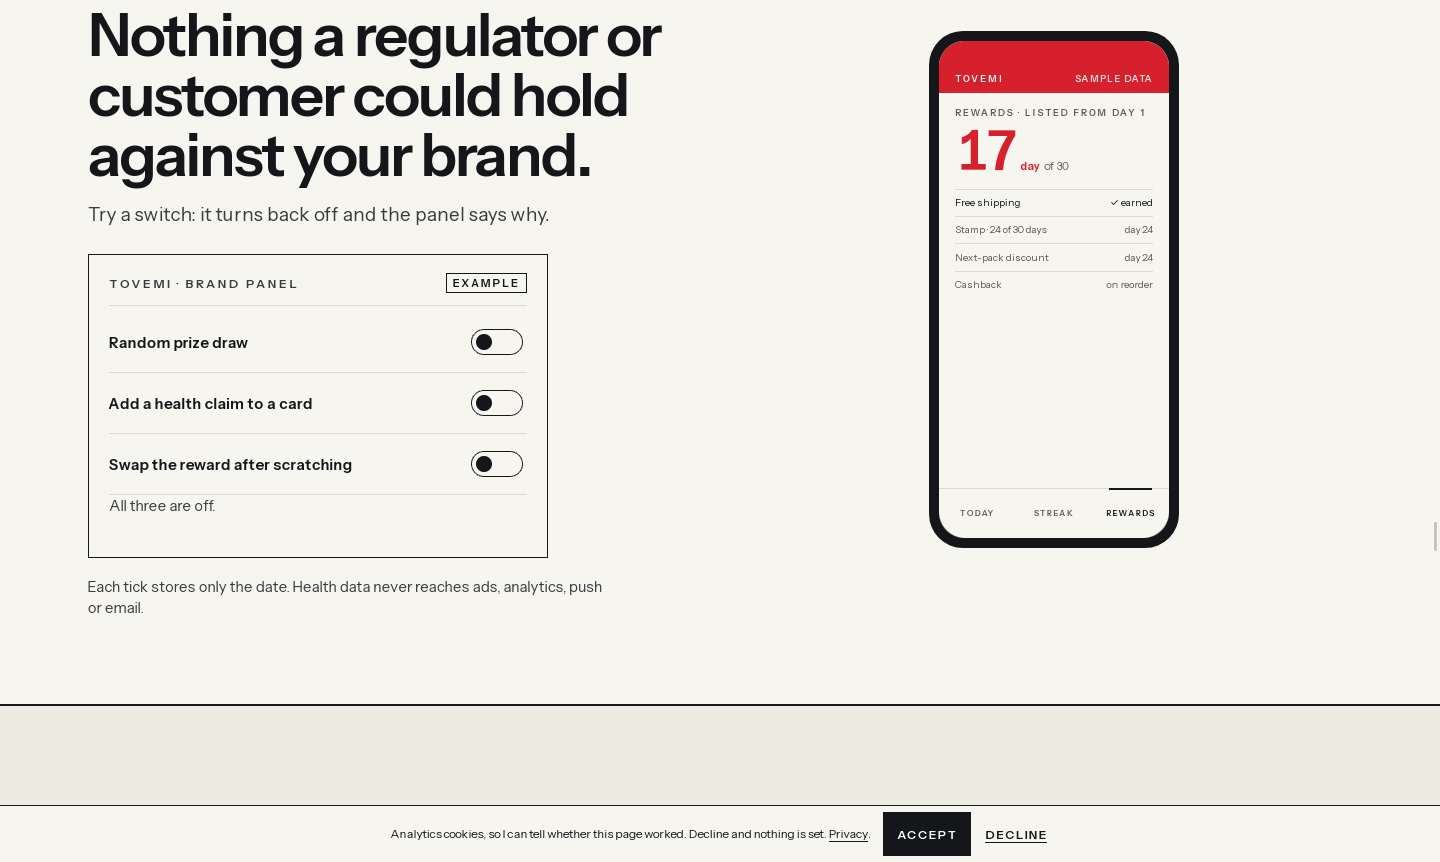 Nothing a regulator or
customer could hold
against your brand.
Try a switch: it turns back off and the panel says why.
TOVEMI · BRAND PANEL
EXAMPLE
Random prize draw
Add a health claim to a card
Swap the reward after scratching
All three are off.
Each tick stores only the date. Health data never reaches ads, analytics, push
or email.
TOVEMI
SAMPLE DATA
REWARDS · LISTED FROM DAY 1
17 day of 30
Free shipping ✓ earned
Stamp · 24 of 30 days day 24
Next-pack discount day 24
Cashback on reorder
TODAY STREAK REWARDS
Analytics cookies, so I can tell whether this page worked. Decline and nothing is set. Privacy.
ACCEPT
DECLINE